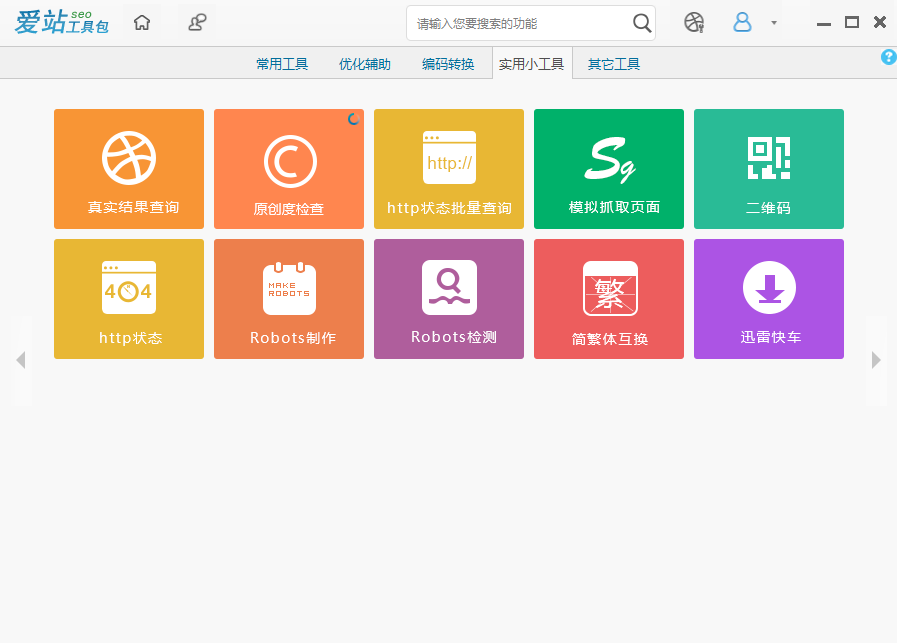 爱站seo工具包
请输入您要搜索的功能
常用工具 优化辅助 编码转换 实用小工具 其它工具
?
真实结果查询
原创度检查
http://
http状态批量查询
Sg
模拟抓取页面
二维码
404
http状态
MAKE
ROBOTS
Robots制作
Robots检测
繁
简繁体互换
迅雷快车